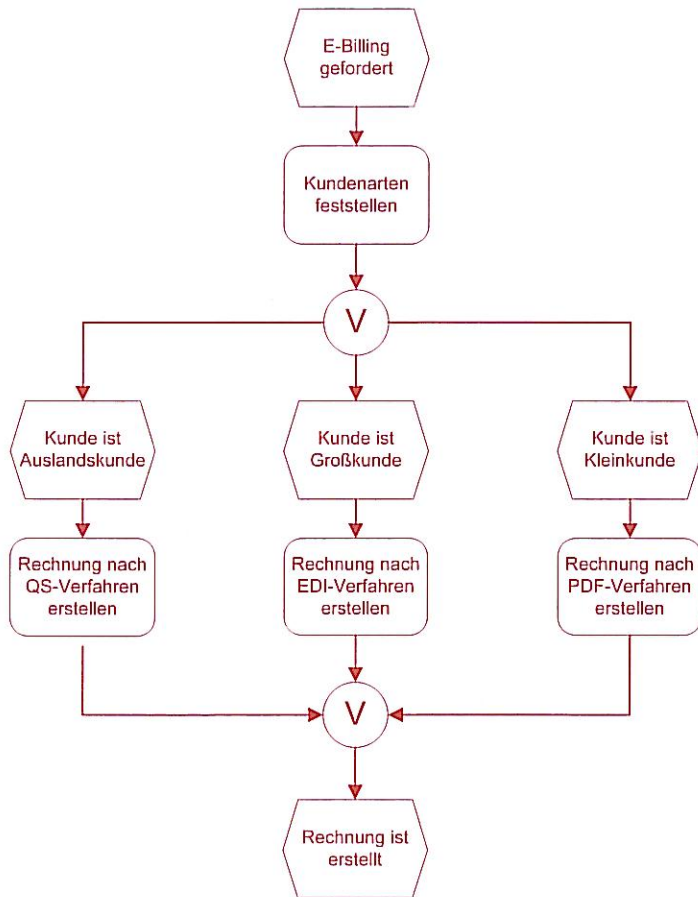 E-Billing
gefordert
Kundenarten
feststellen
V
Kunde ist
Auslandskunde
Kunde ist
Großkunde
Kunde ist
Kleinkunde
Rechnung nach
QS-Verfahren
erstellen
Rechnung nach
EDI-Verfahren
erstellen
Rechnung nach
PDF-Verfahren
erstellen
V
Rechnung ist
erstellt